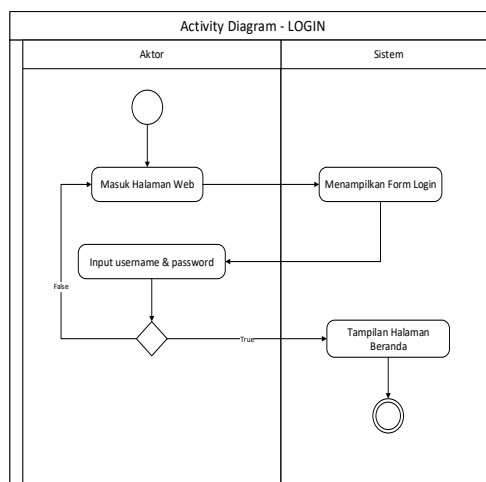 Activity Diagram - LOGIN
Aktor
Sistem
Masuk Halaman Web
Menampilkan Form Login
Input username & password
False
True
Tampilan Halaman
Beranda